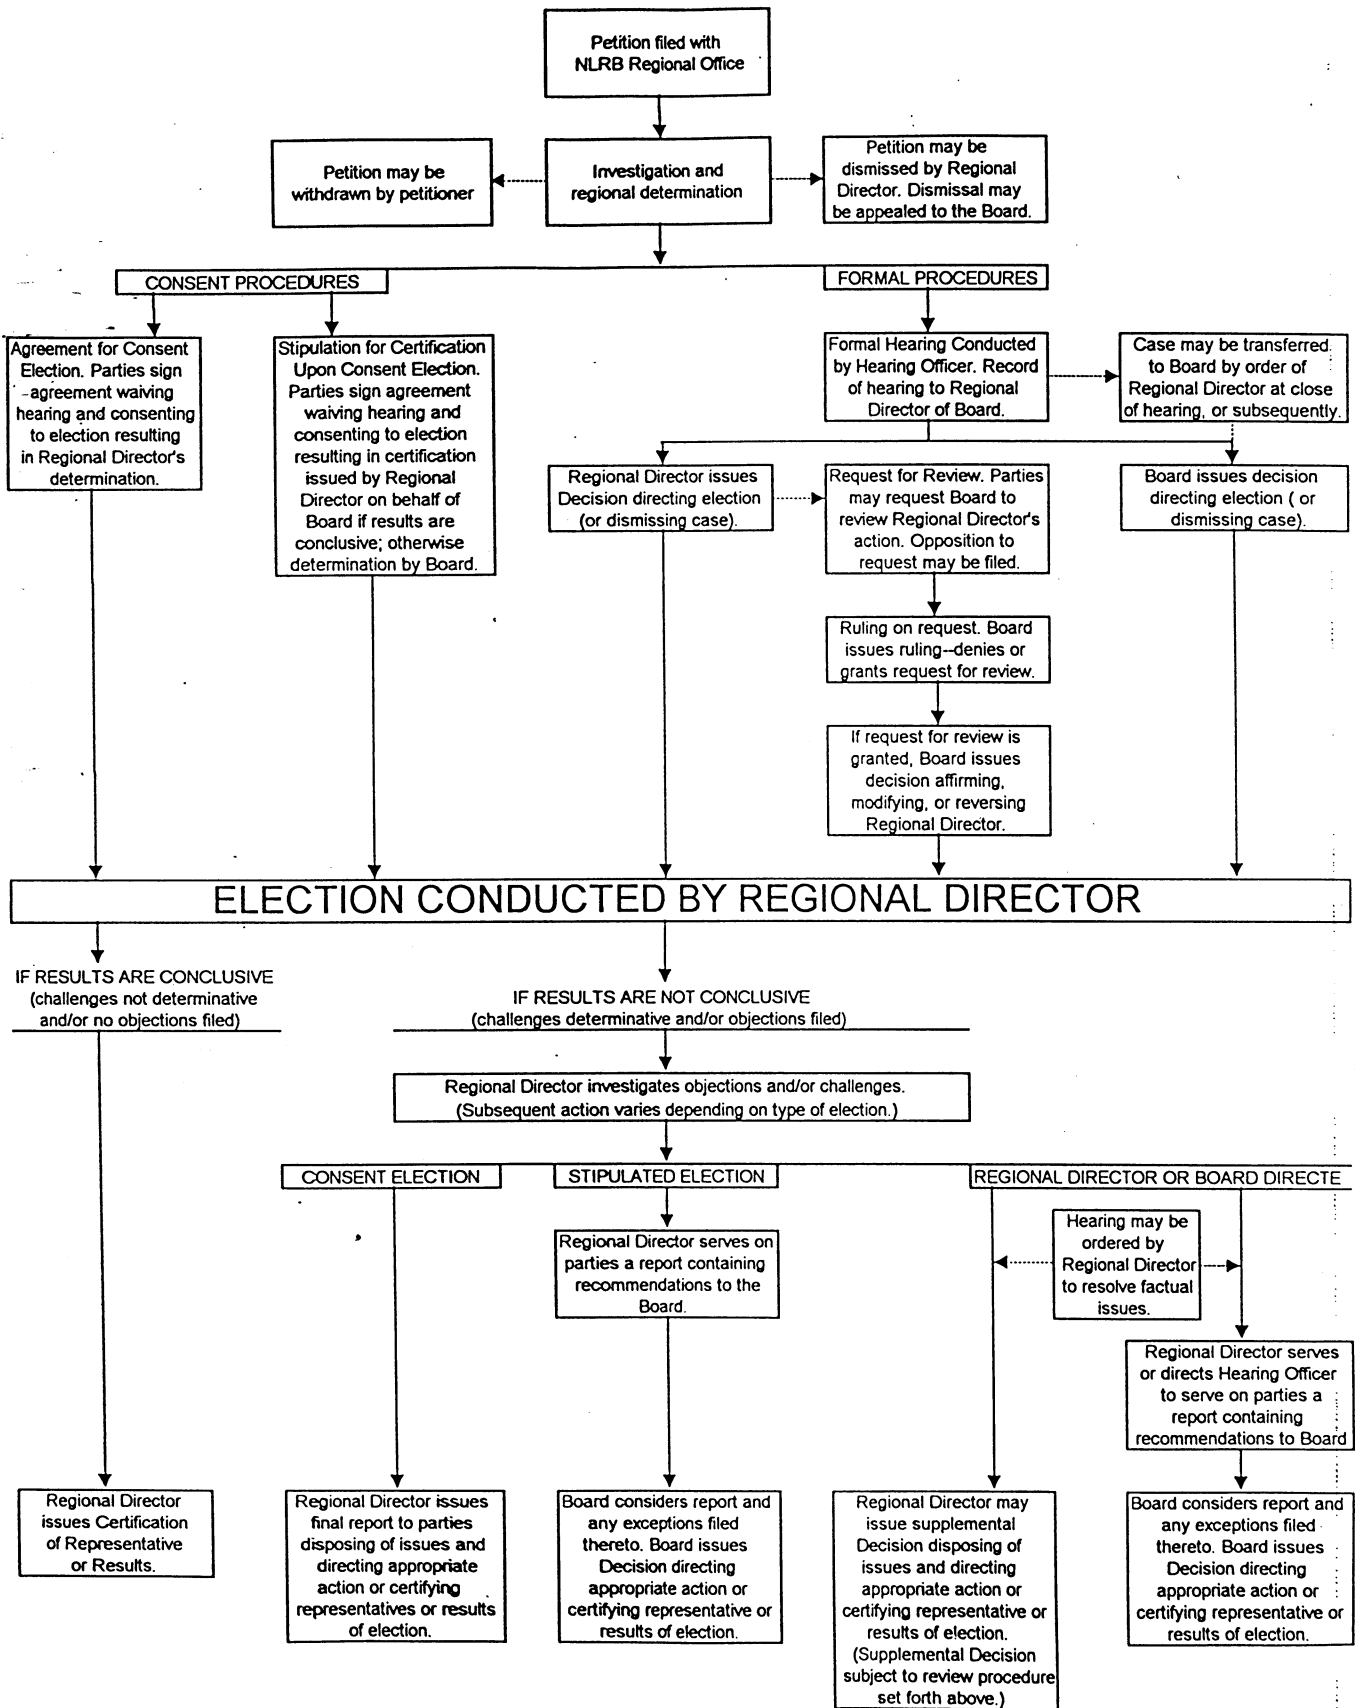 Petition filed with
NLRB Regional Office
Petition may be
withdrawn by petitioner
Investigation and
regional determination
Petition may be
dismissed by Regional
Director. Dismissal may
be appealed to the Board.
CONSENT PROCEDURES
FORMAL PROCEDURES
Agreement for Consent
Election. Parties sign
agreement waiving
hearing and consenting
to election resulting
in Regional Director's
determination.
Stipulation for Certification
Upon Consent Election.
Parties sign agreement
waiving hearing and
consenting to election
resulting in certification
issued by Regional
Director on behalf of
Board if results are
conclusive; otherwise
determination by Board.
Formal Hearing Conducted
by Hearing Officer. Record
of hearing to Regional
Director of Board.
Case may be transferred
to Board by order of
Regional Director at close
of hearing, or subsequently.
Regional Director issues
Decision directing election
(or dismissing case).
Request for Review. Parties
may request Board to
review Regional Director's
action. Opposition to
request may be filed.
Board issues decision
directing election ( or
dismissing case).
Ruling on request. Board
issues ruling--denies or
grants request for review.
If request for review is
granted, Board issues
decision affirming,
modifying, or reversing
Regional Director.
ELECTION CONDUCTED BY REGIONAL DIRECTOR
IF RESULTS ARE CONCLUSIVE
(challenges not determinative
and/or no objections filed)
IF RESULTS ARE NOT CONCLUSIVE
(challenges determinative and/or objections filed)
Regional Director investigates objections and/or challenges.
(Subsequent action varies depending on type of election.)
CONSENT ELECTION
STIPULATED ELECTION
REGIONAL DIRECTOR OR BOARD DIRECTE
Regional Director serves on
parties a report containing
recommendations to the
Board.
Hearing may be
ordered by
Regional Director
to resolve factual
issues.
Regional Director serves
or directs Hearing Officer
to serve on parties a
report containing
recommendations to Board
Regional Director
issues Certification
of Representative
or Results.
Regional Director issues
final report to parties
disposing of issues and
directing appropriate
action or certifying
representatives or results
of election.
Board considers report and
any exceptions filed
thereto. Board issues
Decision directing
appropriate action or
certifying representative or
results of election.
Regional Director may
issue supplemental
Decision disposing of
issues and directing
appropriate action or
certifying representative or
results of election.
(Supplemental Decision
subject to review procedure
set forth above.)
Board considers report and
any exceptions filed
thereto. Board issues
Decision directing
appropriate action or
certifying representative or
results of election.